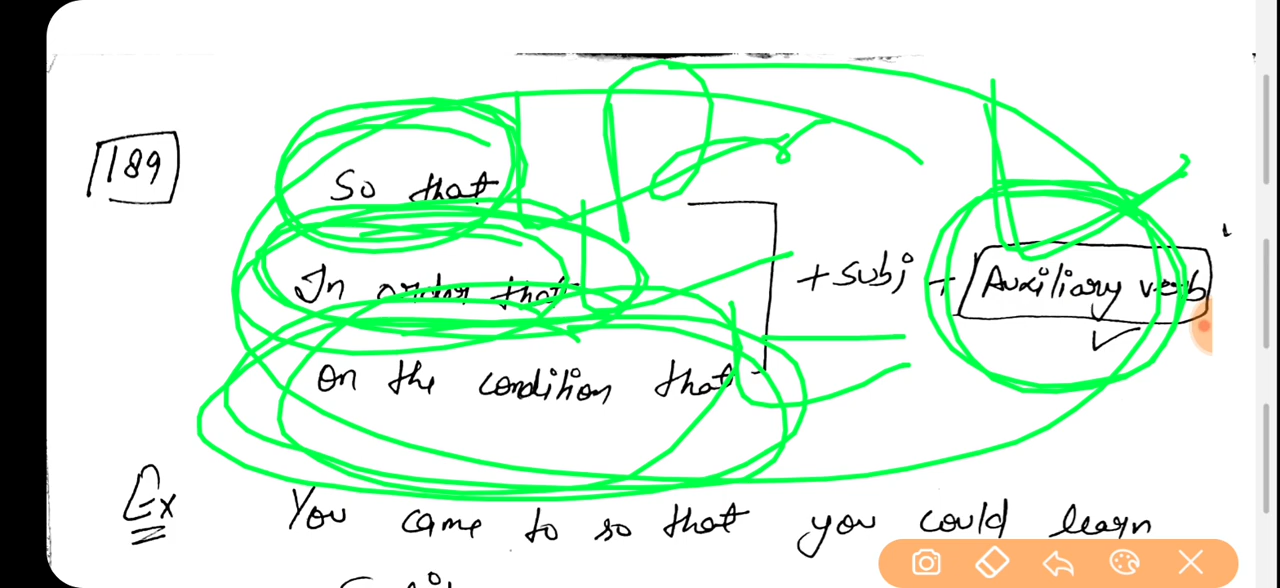 189
So that
In order that
+ Subj + Auxiliary verb
On the condition that
Ex You came to so that you could learn